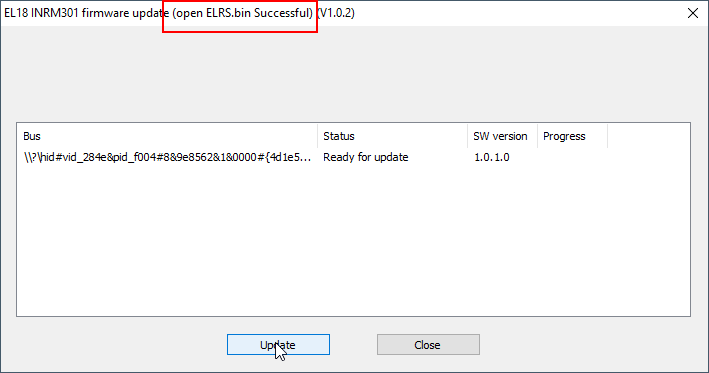 EL18 INRM301 firmware update (open ELRS.bin Successful) (V1.0.2)
Bus Status SW version Progress
\\?\hid#vid_284e&pid_f004#8&9e8562&1&0000#{4d1e5... Ready for update 1.0.1.0
Update Close